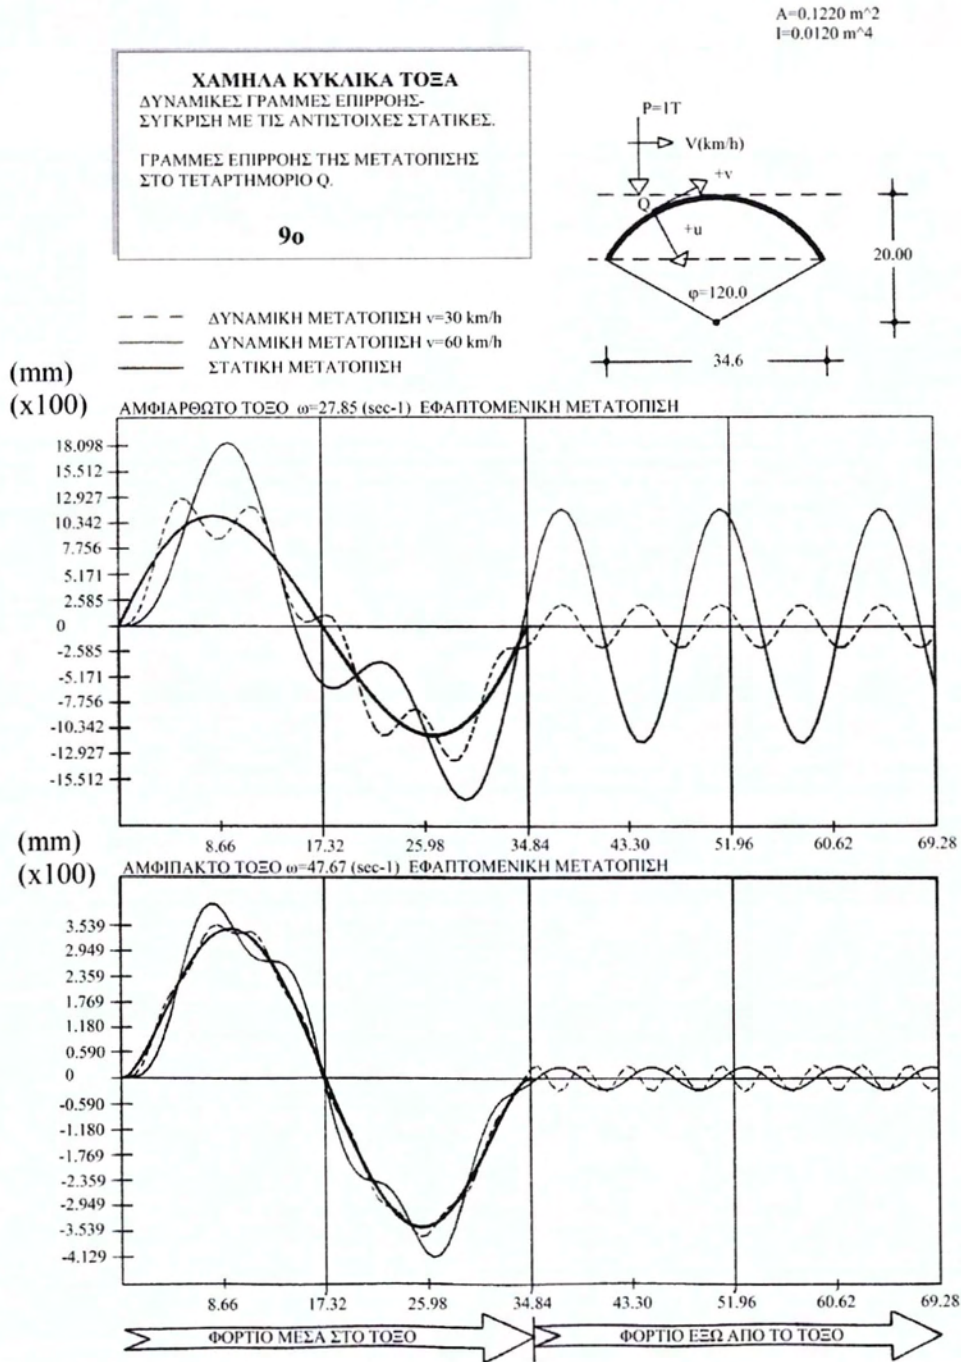 A=0.1220 m^2
I=0.0120 m^4
ΧΑΜΗΛΑ ΚΥΚΛΙΚΑ ΤΟΞΑ
ΔΥΝΑΜΙΚΕΣ ΓΡΑΜΜΕΣ ΕΠΙΡΡΟΗΣ-
ΣΥΓΚΡΙΣΗ ΜΕ ΤΙΣ ΑΝΤΙΣΤΟΙΧΕΣ ΣΤΑΤΙΚΕΣ.
ΓΡΑΜΜΕΣ ΕΠΙΡΡΟΗΣ ΤΗΣ ΜΕΤΑΤΟΠΙΣΗΣ
ΣΤΟ ΤΕΤΑΡΤΗΜΟΡΙΟ Q.
9ο
P=1T
V(km/h)
+v
Q
+u
φ=120.0
20.00
34.6
ΔΥΝΑΜΙΚΗ ΜΕΤΑΤΟΠΙΣΗ v=30 km/h
ΔΥΝΑΜΙΚΗ ΜΕΤΑΤΟΠΙΣΗ v=60 km/h
ΣΤΑΤΙΚΗ ΜΕΤΑΤΟΠΙΣΗ
(mm)
(x100)
ΑΜΦΙΑΡΘΩΤΟ ΤΟΞΟ ω=27.85 (sec-1) ΕΦΑΠΤΟΜΕΝΙΚΗ ΜΕΤΑΤΟΠΙΣΗ
18.098
15.512
12.927
10.342
7.756
5.171
2.585
0
-2.585
-5.171
-7.756
-10.342
-12.927
-15.512
8.66 17.32 25.98 34.84 43.30 51.96 60.62 69.28
(mm)
(x100)
ΑΜΦΙΠΑΚΤΟ ΤΟΞΟ ω=47.67 (sec-1) ΕΦΑΠΤΟΜΕΝΙΚΗ ΜΕΤΑΤΟΠΙΣΗ
3.539
2.949
2.359
1.769
1.180
0.590
0
-0.590
-1.180
-1.769
-2.359
-2.949
-3.539
-4.129
8.66 17.32 25.98 34.84 43.30 51.96 60.62 69.28
ΦΟΡΤΙΟ ΜΕΣΑ ΣΤΟ ΤΟΞΟ ΦΟΡΤΙΟ ΕΞΩ ΑΠΟ ΤΟ ΤΟΞΟ